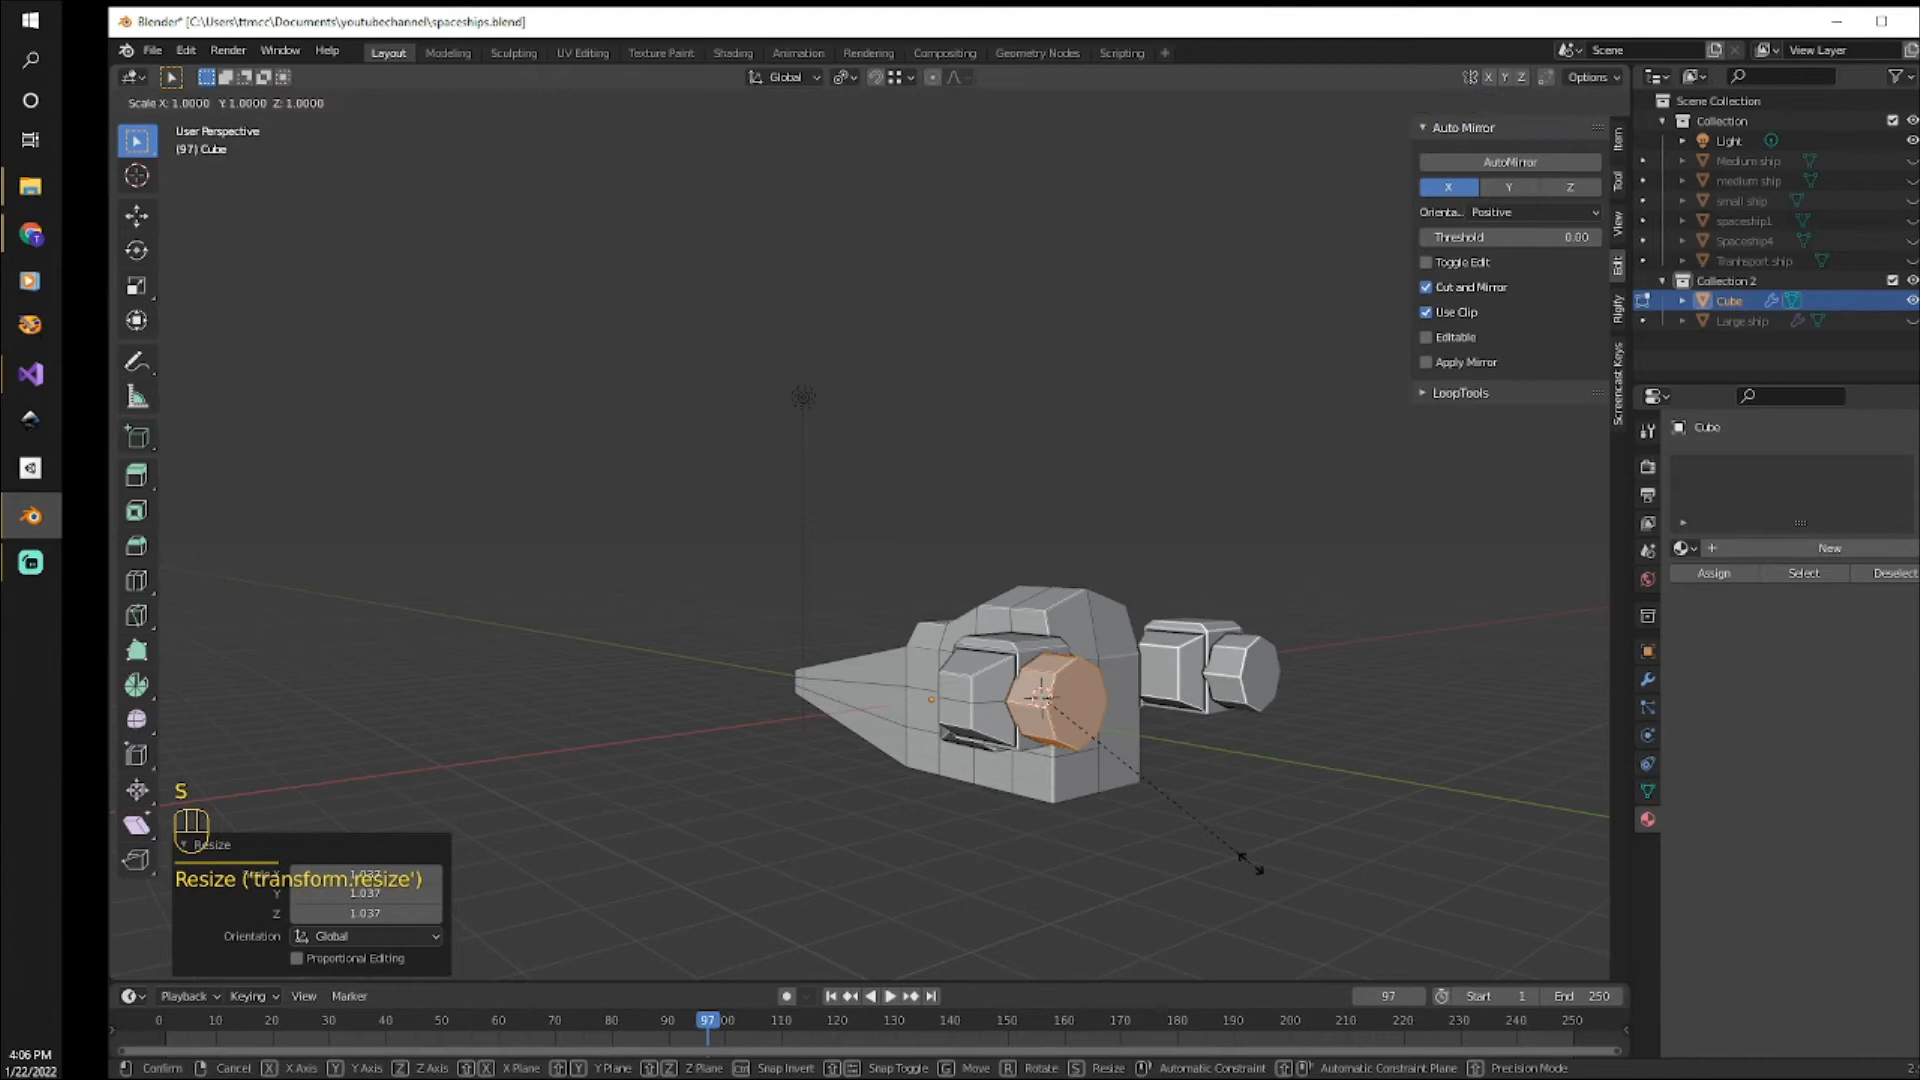 Blender* [C:\Users\ttmcc\Documents\youtubechannel\spaceships.blend]
File Edit Render Window Help Layout Modeling Sculpting UV Editing Texture Paint Shading Animation Rendering Compositing Geometry Nodes Scripting + Scene View Layer
Global X Y Z Options
Scale X: 1.0000 Y: 1.0000 Z: 1.0000
User Perspective
(97) Cube
Auto Mirror
AutoMirror
X Y Z
Orienta.. Positive
Threshold 0.00
Toggle Edit
Cut and Mirror
Use Clip
Editable
Apply Mirror
LoopTools
Item
Tool
View
Edit
Rigify
Screencast Keys
Scene Collection
Collection
Light
Medium ship
medium ship
small ship
spaceship1
Spaceship4
Tranhsport ship
Collection 2
Cube
Large ship
Cube
New
Assign Select Deselect
S
Resize
Resize ('transform.resize')
1.037
Y 1.037
Z 1.037
Orientation Global
Proportional Editing
Playback Keying View Marker 97 Start 1 End 250
0 10 20 30 40 50 60 70 80 90 97 00 110 120 130 140 150 160 170 180 190 200 210 220 230 240 250
Confirm Cancel X X Axis Y Y Axis Z Z Axis X X Plane Y Y Plane Z Z Plane Ctrl Snap Invert Snap Toggle G Move R Rotate S Resize Automatic Constraint Automatic Constraint Plane Precision Mode
4:06 PM
1/22/2022